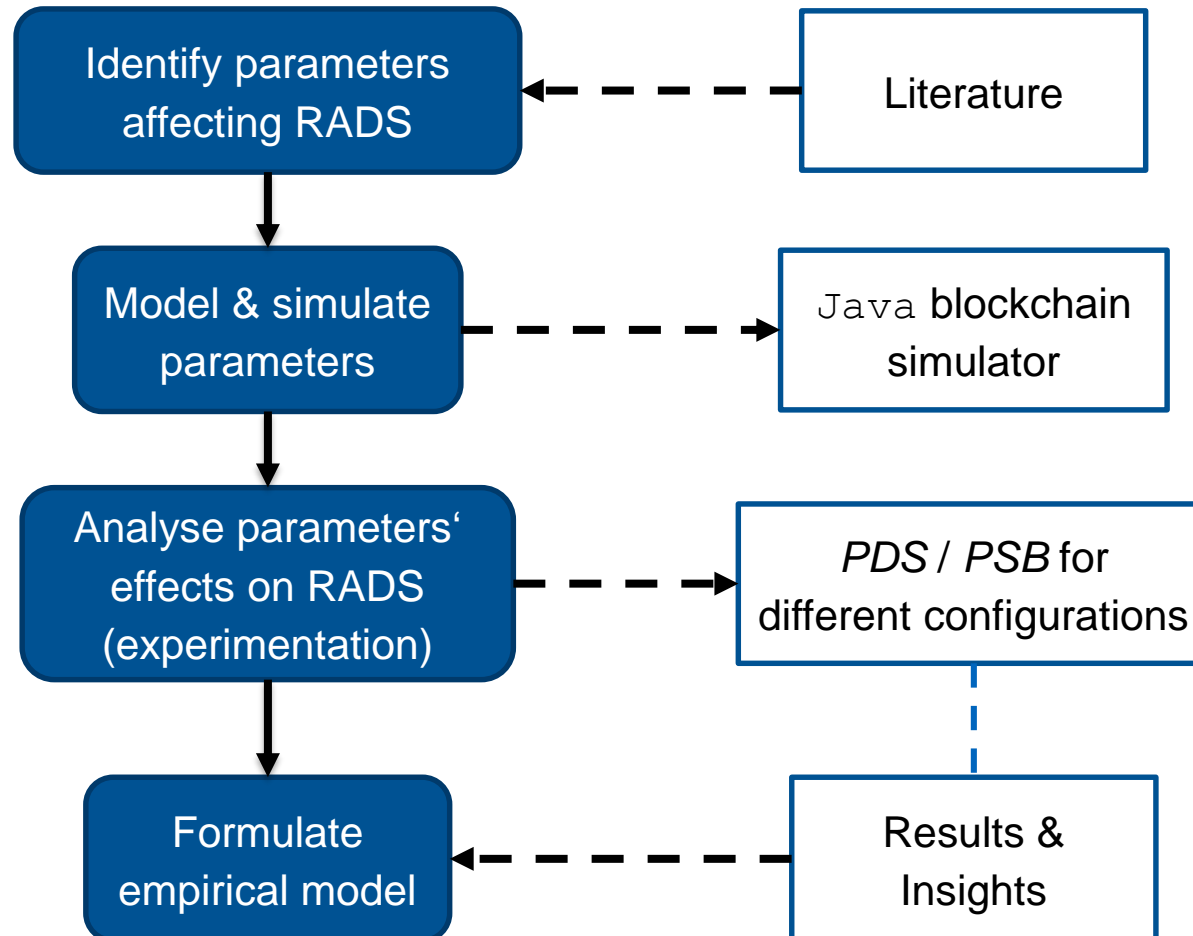 Identify parameters
affecting RADS
Literature
Model & simulate
parameters
Java blockchain
simulator
Analyse parameters‘
effects on RADS
(experimentation)
PDS / PSB for
different configurations
Formulate
empirical model
Results &
Insights